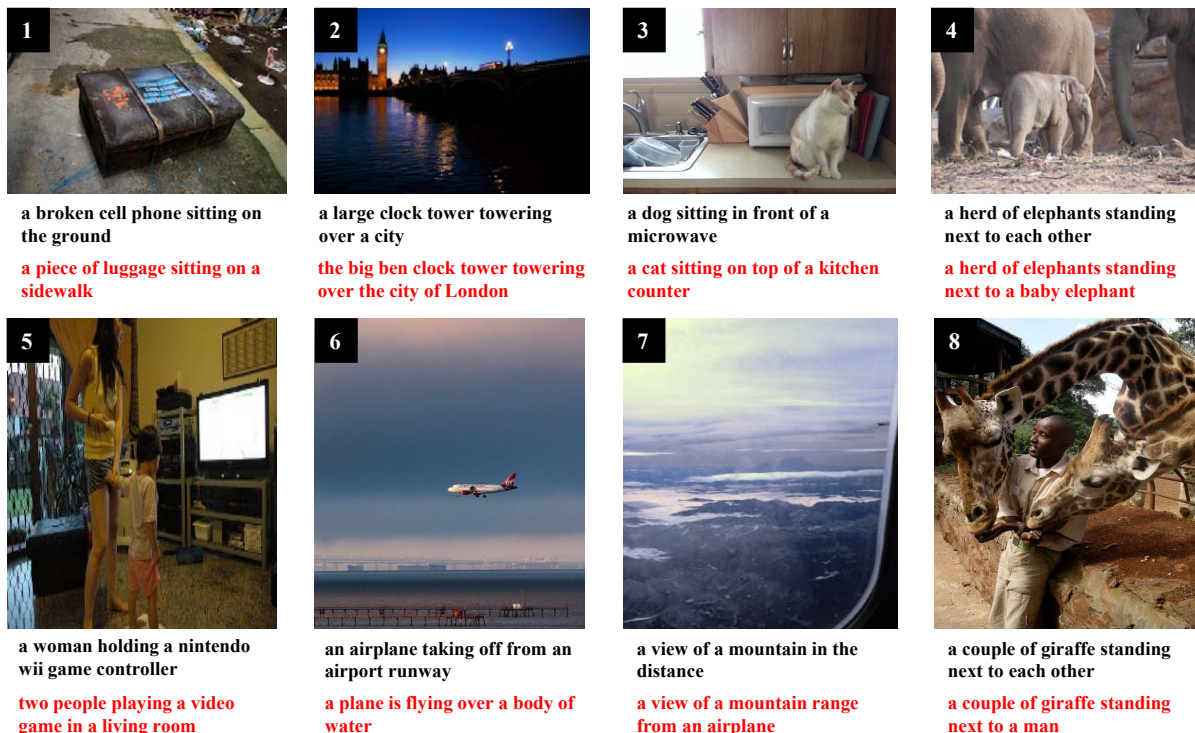 1
2
3
4
a broken cell phone sitting on
the ground
a piece of luggage sitting on a
sidewalk
a large clock tower towering
over a city
the big ben clock tower towering
over the city of London
a dog sitting in front of a
microwave
a cat sitting on top of a kitchen
counter
a herd of elephants standing
next to each other
a herd of elephants standing
next to a baby elephant
5
6
7
8
a woman holding a nintendo
wii game controller
two people playing a video
game in a living room
an airplane taking off from an
airport runway
a plane is flying over a body of
water
a view of a mountain in the
distance
a view of a mountain range
from an airplane
a couple of giraffe standing
next to each other
a couple of giraffe standing
next to a man